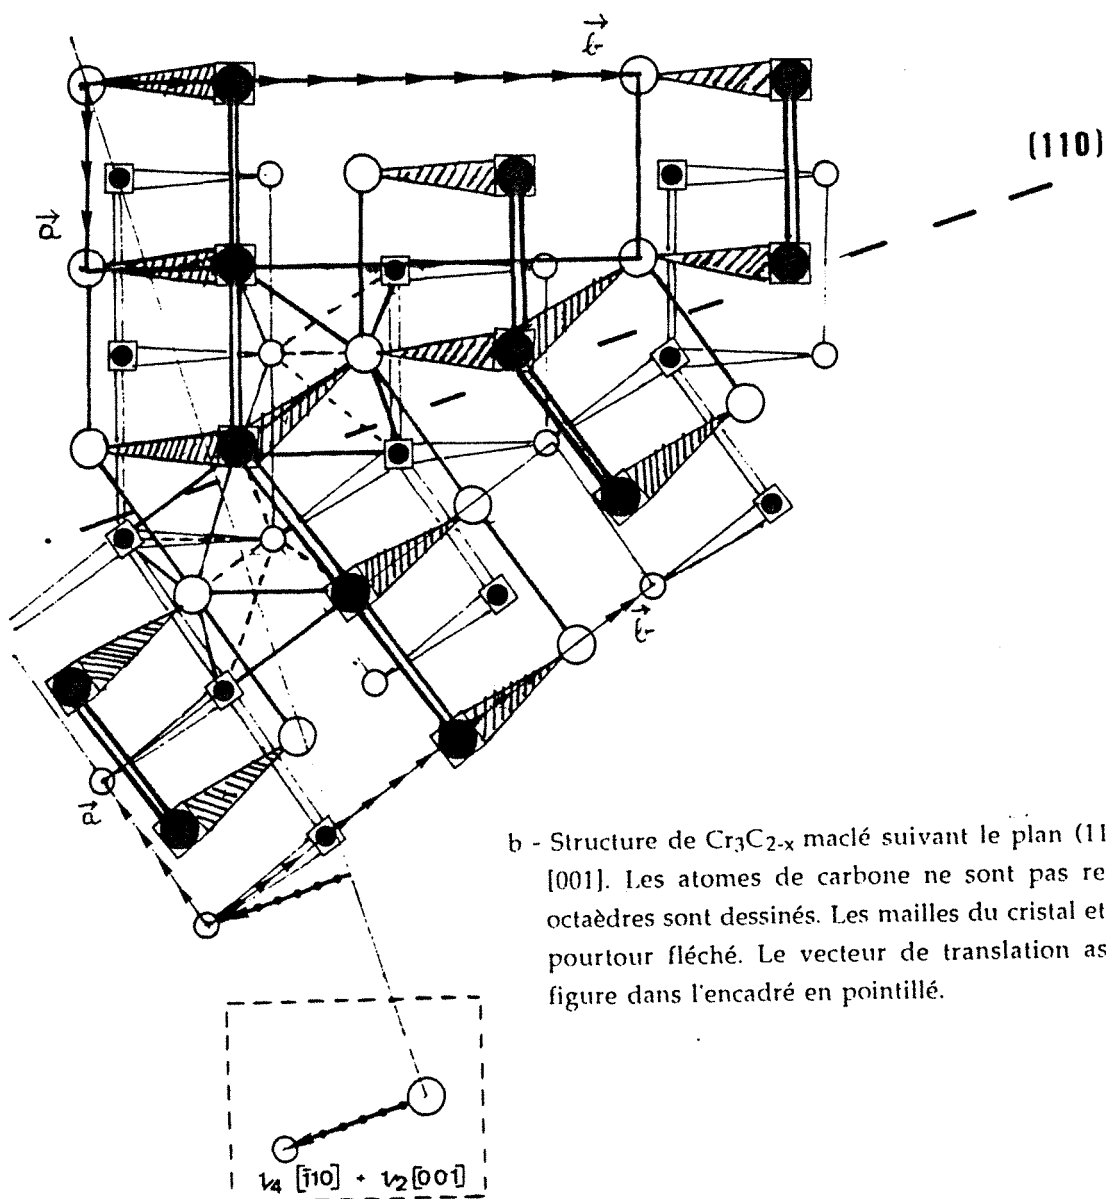 b⃗
(110)
a⃗
b⃗
a⃗
b - Structure de Cr₃C₂₋ₓ maclé suivant le plan (11
[001]. Les atomes de carbone ne sont pas re
octaèdres sont dessinés. Les mailles du cristal et
pourtour fléché. Le vecteur de translation as
figure dans l'encadré en pointillé.
1/4 [1̄10] + 1/2 [001]